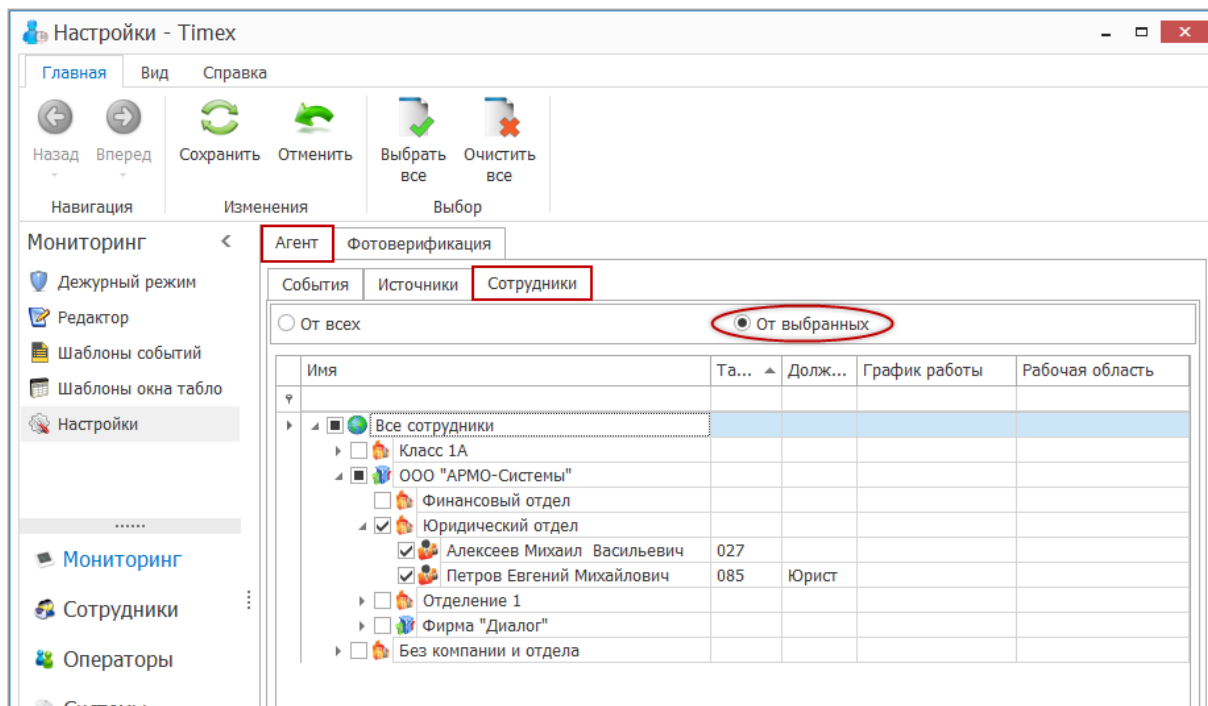 Настройки - Timex
Главная Вид Справка
Назад Вперед Сохранить Отменить Выбрать все Очистить все
Навигация Изменения Выбор
Мониторинг
Дежурный режим
Редактор
Шаблоны событий
Шаблоны окна табло
Настройки
Мониторинг
Сотрудники
Операторы
Агент Фотоверификация
События Источники Сотрудники
От всех От выбранных
Имя Та... Долж... График работы Рабочая область
Все сотрудники
Класс 1А
ООО "АРМО-Системы"
Финансовый отдел
Юридический отдел
Алексеев Михаил Васильевич 027
Петров Евгений Михайлович 085 Юрист
Отделение 1
Фирма "Диалог"
Без компании и отдела